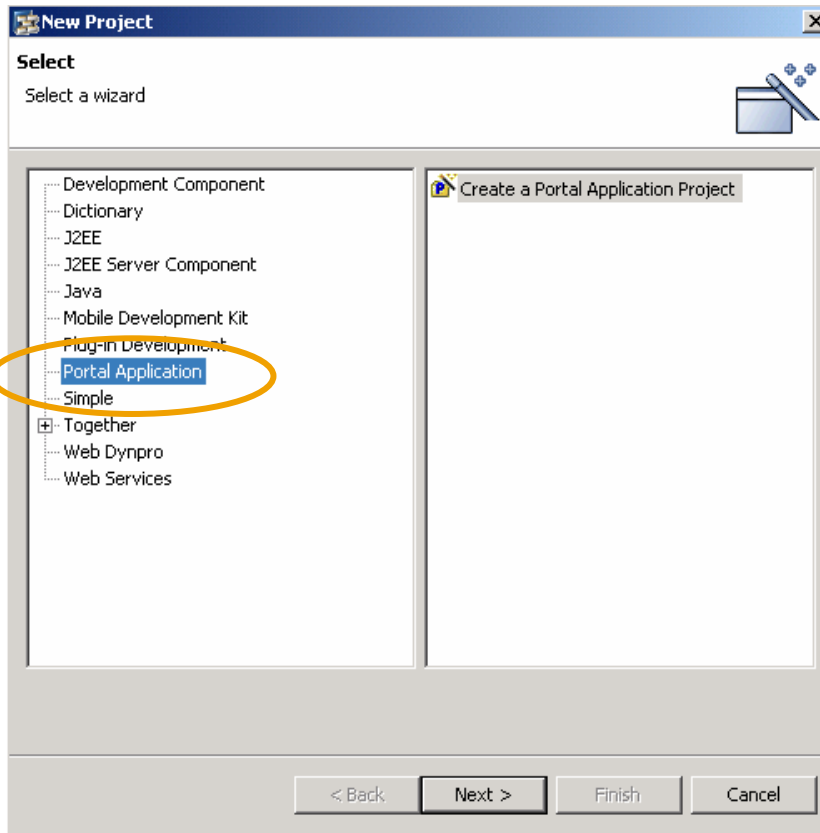 New Project
Select
Select a wizard
Development Component
Dictionary
J2EE
J2EE Server Component
Java
Mobile Development Kit
Plug-in Development
Portal Application
Simple
Together
Web Dynpro
Web Services
Create a Portal Application Project
< Back
Next >
Finish
Cancel